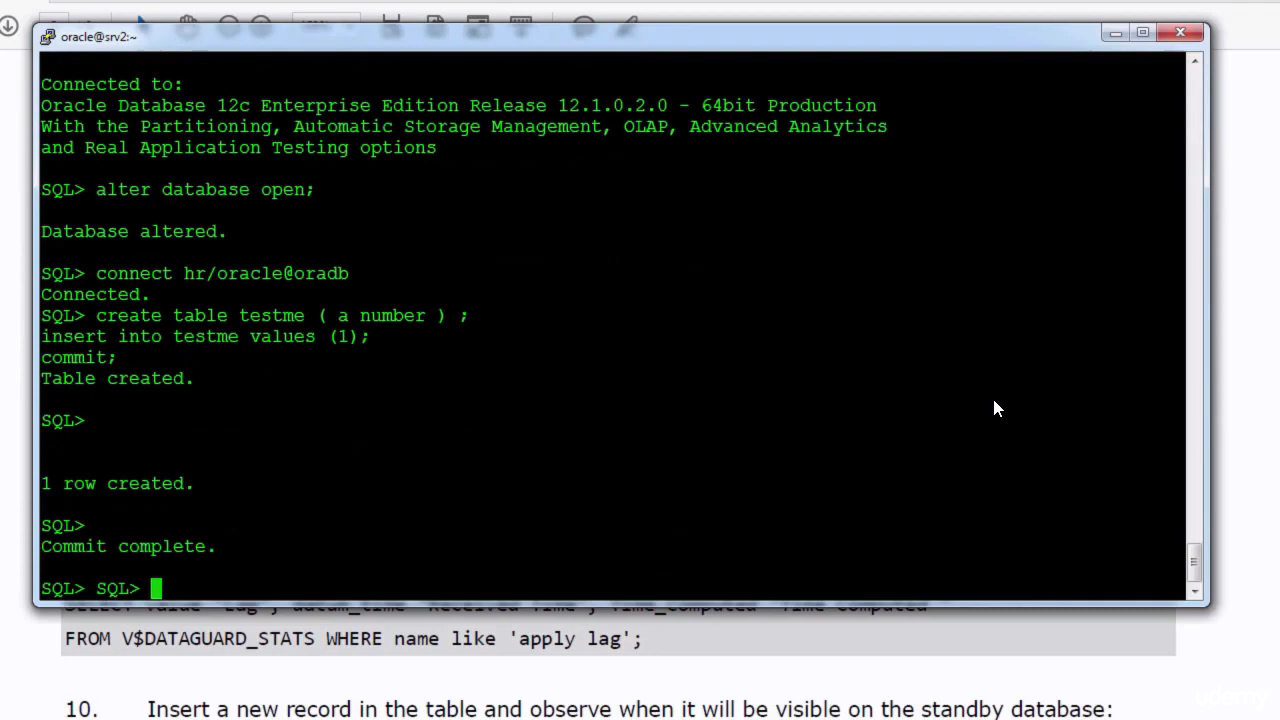 oracle@srv2:~
Connected to:
Oracle Database 12c Enterprise Edition Release 12.1.0.2.0 - 64bit Production
With the Partitioning, Automatic Storage Management, OLAP, Advanced Analytics
and Real Application Testing options
SQL> alter database open;
Database altered.
SQL> connect hr/oracle@oradb
Connected.
SQL> create table testme ( a number ) ;
insert into testme values (1);
commit;
Table created.
SQL>
1 row created.
SQL>
Commit complete.
SQL> SQL>
FROM V$DATAGUARD_STATS WHERE name like 'apply lag';
10. Insert a new record in the table and observe when it will be visible on the standby database:
udemy